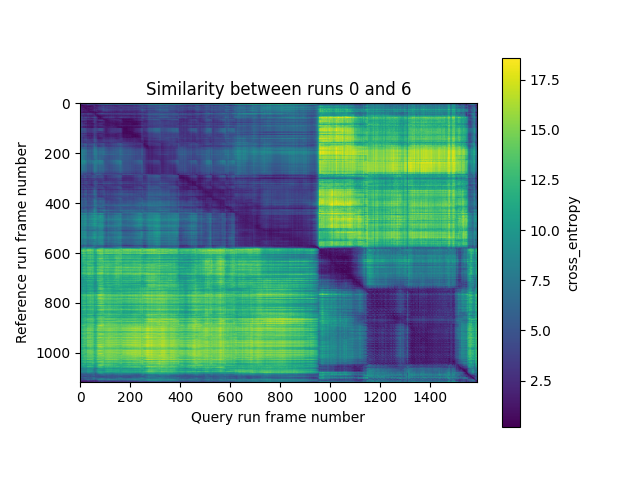 Similarity between runs 0 and 6
0
200
400
600
800
1000
Reference run frame number
0 200 400 600 800 1000 1200 1400
Query run frame number
17.5
15.0
12.5
10.0
7.5
5.0
2.5
cross_entropy